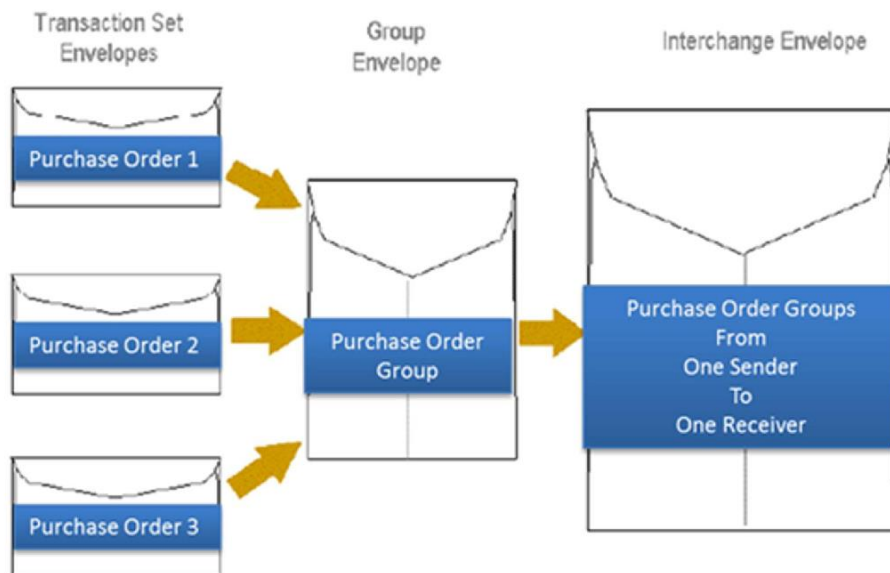 Transaction Set
Envelopes
Group
Envelope
Interchange Envelope
Purchase Order 1
Purchase Order 2
Purchase Order 3
Purchase Order
Group
Purchase Order Groups
From
One Sender
To
One Receiver